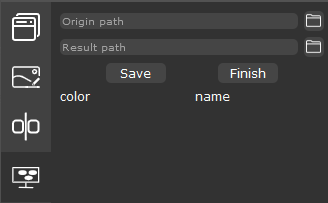 Origin path
Result path
Save Finish
color name